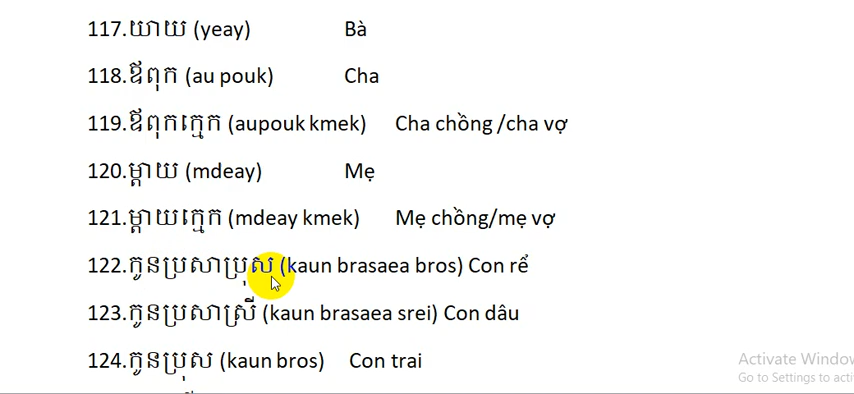 117.យាយ (yeay) Bà
118.ឪពុក (au pouk) Cha
119.ឪពុកក្មេក (aupouk kmek) Cha chồng /cha vợ
120.ម្តាយ (mdeay) Mẹ
121.ម្តាយក្មេក (mdeay kmek) Mẹ chồng/mẹ vợ
122.កូនប្រសាប្រុស (kaun brasaea bros) Con rể
123.កូនប្រសាស្រី (kaun brasaea srei) Con dâu
124.កូនប្រុស (kaun bros) Con trai
Activate Window
Go to Settings to acti